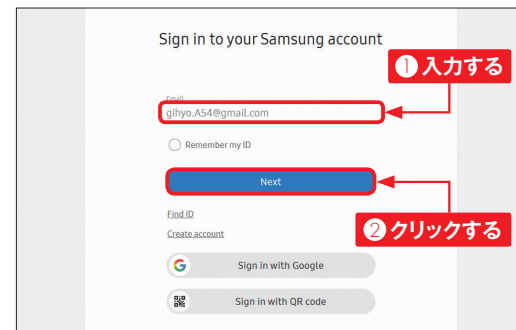 Sign in to your Samsung account
①入力する
Email
gihyo.A54@gmail.com
Remember my ID
Next
Find ID
②クリックする
Create account
Sign in with Google
Sign in with QR code